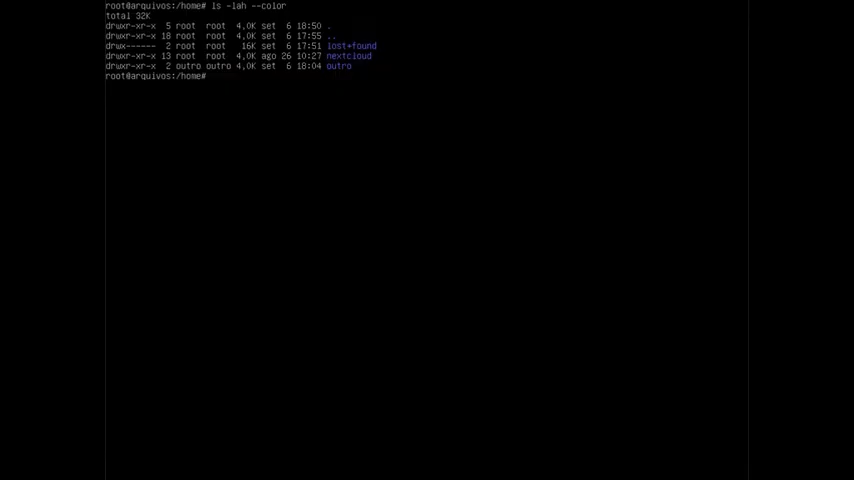 root@arquivos:/home# ls -lah --color
total 32K
drwxr-xr-x  5 root  root  4,0K set  6 18:50 .
drwxr-xr-x 18 root  root  4,0K set  6 17:55 ..
drwx------  2 root  root   16K set  6 17:51 lost+found
drwxr-xr-x 13 root  root  4,0K ago 26 10:27 nextcloud
drwxr-xr-x  2 outro outro 4,0K set  6 18:04 outro
root@arquivos:/home#